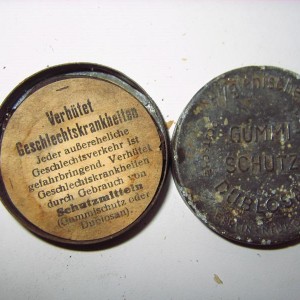 Verhütet
Geschlechtskrankheiten
Jeder außereheliche
Geschlechtsverkehr ist
gefahrbringend. Verhütet
Geschlechtskrankheiten
durch Gebrauch von
Schutzmitteln
(Gummischutz oder
Dublosan).
GUMMI
SCHUTZ